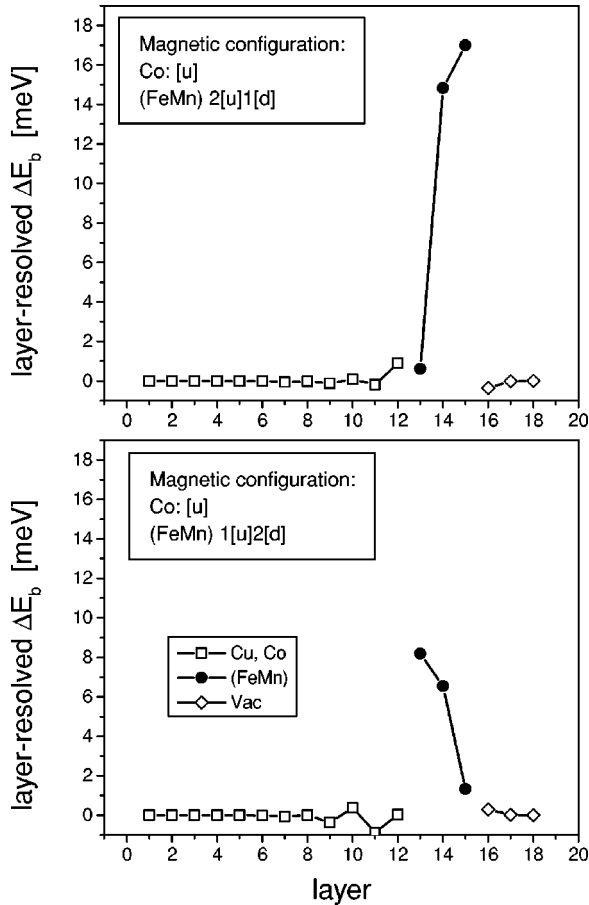 layer-resolved ΔE_b [meV]
18
16
14
12
10
8
6
4
2
0
Magnetic configuration:
Co: [u]
(FeMn) 2[u]1[d]
0 2 4 6 8 10 12 14 16 18 20
layer-resolved ΔE_b [meV]
18
16
14
12
10
8
6
4
2
0
Magnetic configuration:
Co: [u]
(FeMn) 1[u]2[d]
Cu, Co
(FeMn)
Vac
0 2 4 6 8 10 12 14 16 18 20
layer